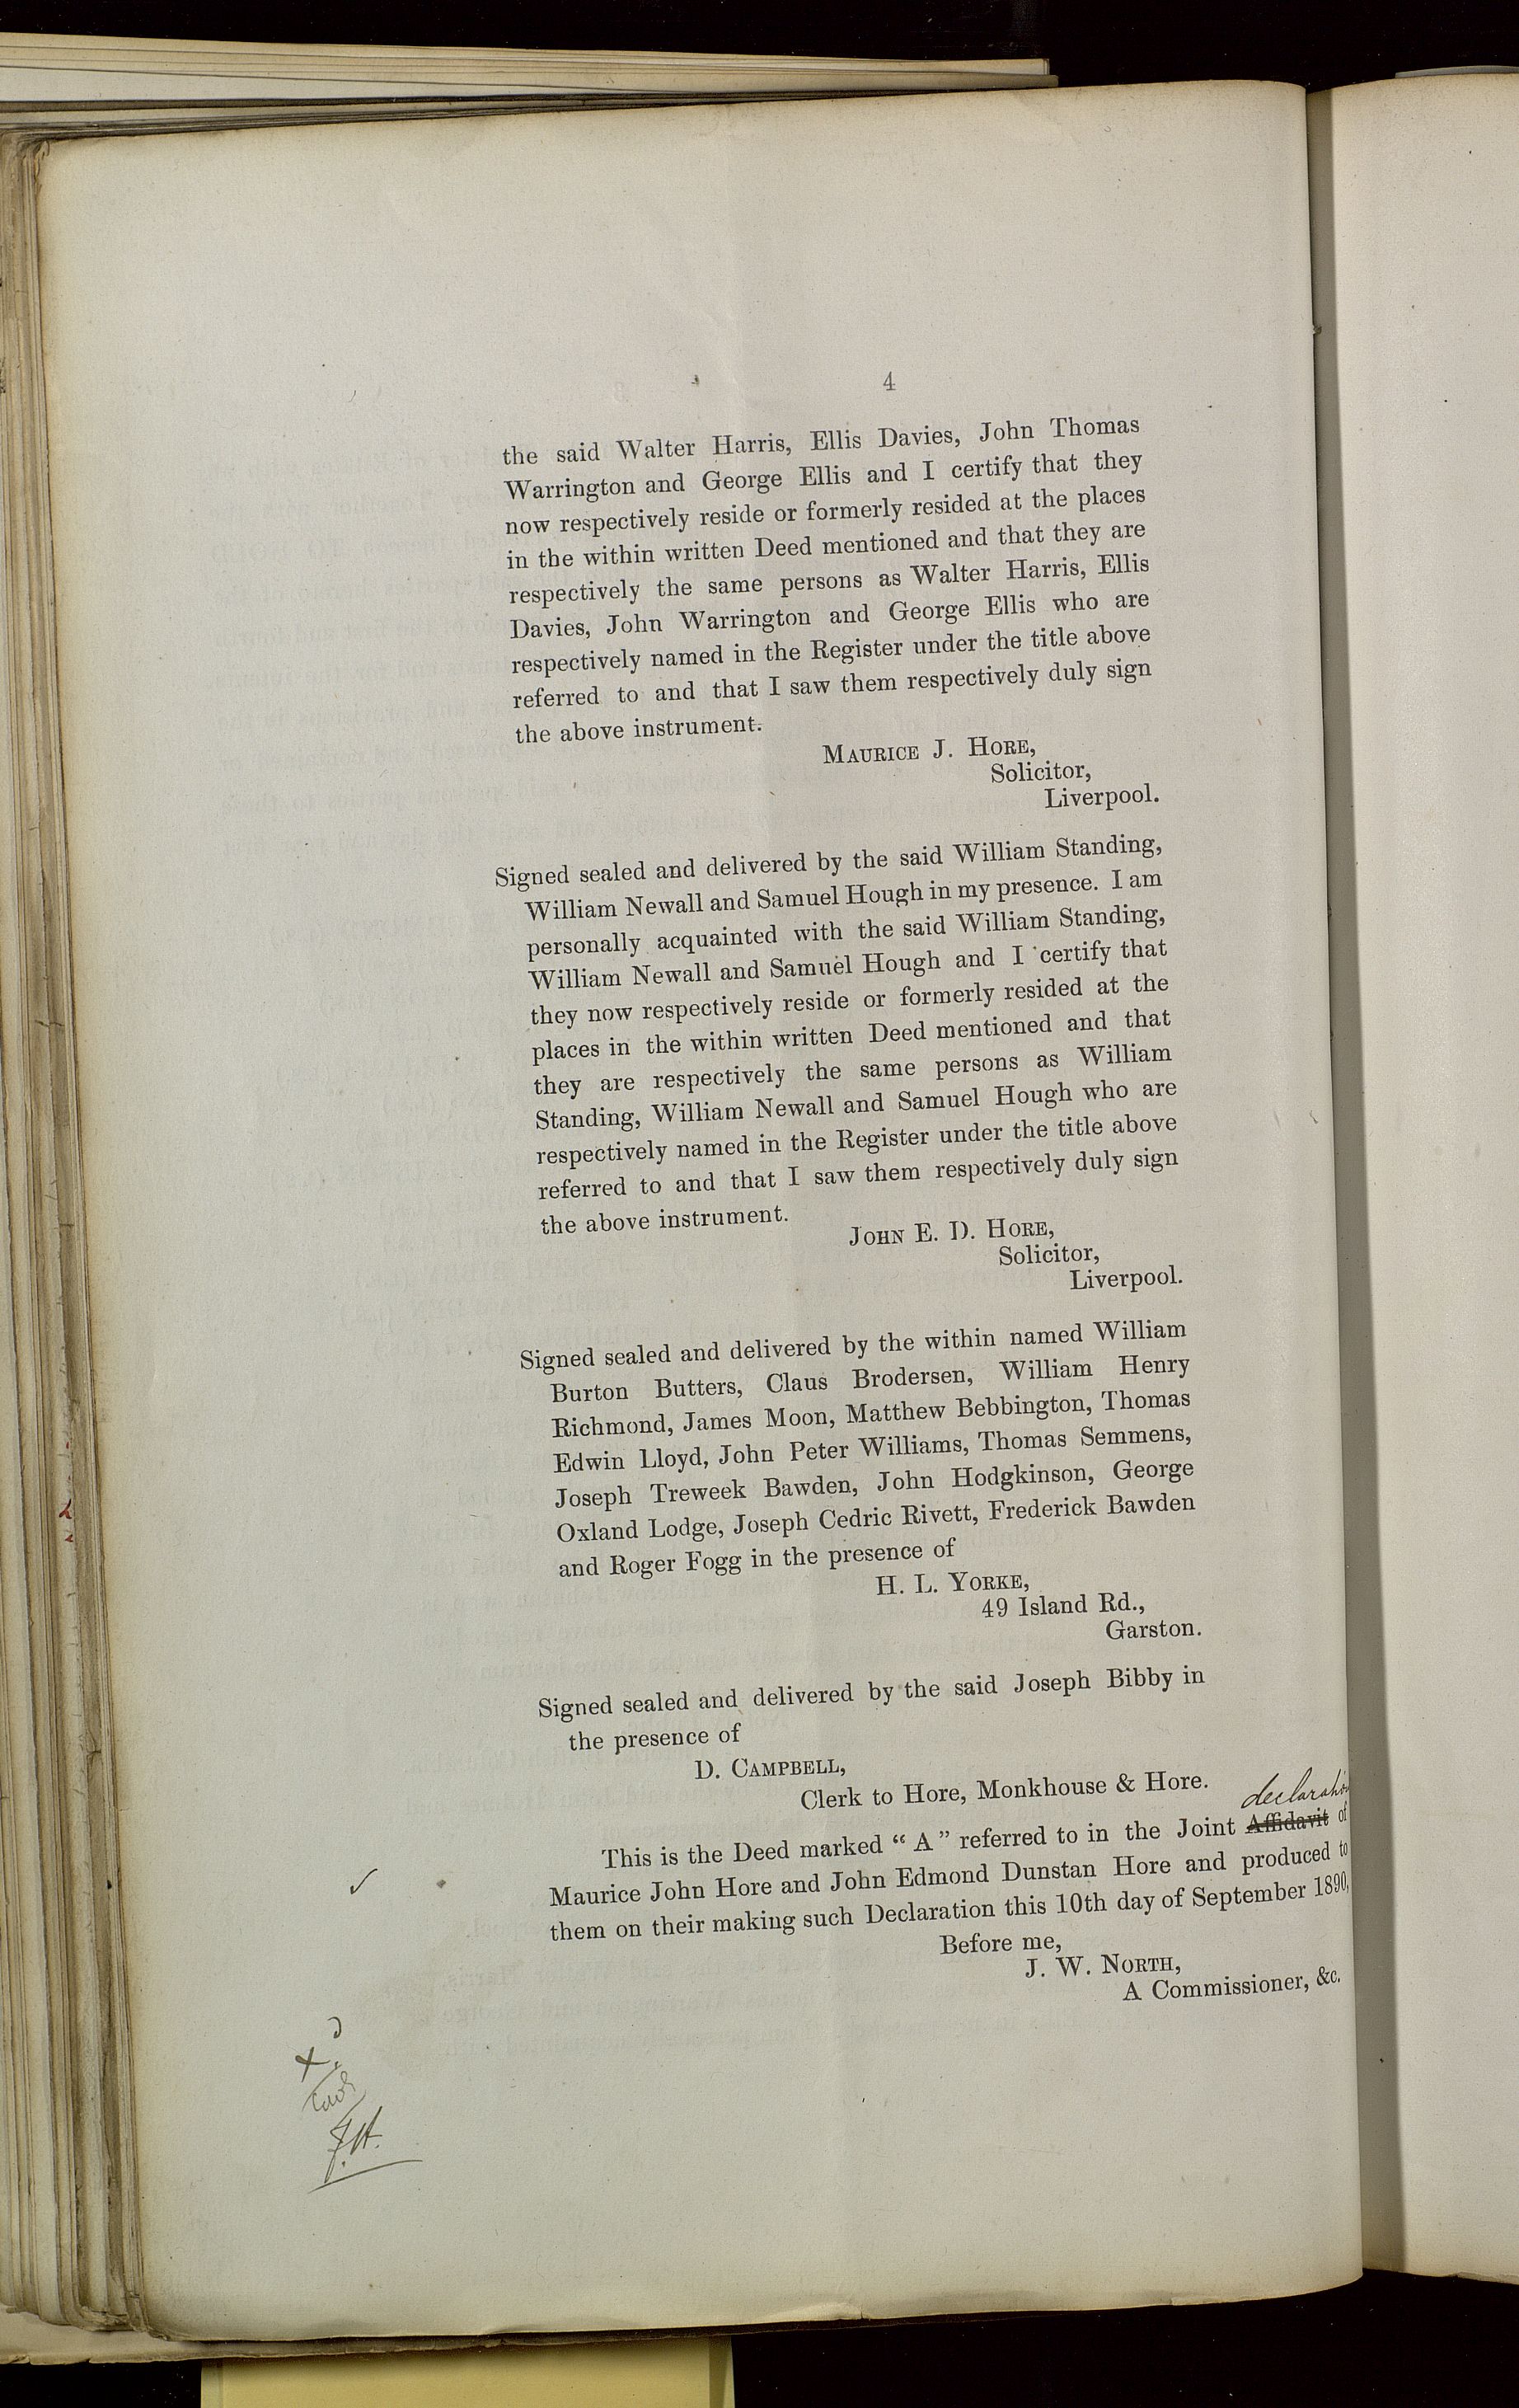 4
the said Walter Harris, Ellis Davies, John Thomas
Warrington and George Ellis and I certify that they
now respectively reside or formerly resided at the places
in the within written Deed mentioned and that they are
respectively the same persons as Walter Harris, Ellis
Davies, John Warrington and George Ellis who are
respectively named in the Register under the title above
referred to and that I saw them respectively duly sign
the above instrument.
MAURICE J. HORE,
Solicitor,
Liverpool.
Signed sealed and delivered by the said William Standing,
William Newall and Samuel Hough in my presence. I am
personally acquainted with the said William Standing,
William Newall and Samuel Hough and I certify that
they now respectively reside or formerly resided at the
places in the within written Deed mentioned and that
they are respectively the same persons as William
Standing, William Newall and Samuel Hough who are
respectively named in the Register under the title above
referred to and that I saw them respectively duly sign
the above instrument.
JOHN E. D. HORE,
Solicitor,
Liverpool.
Signed sealed and delivered by the within named William
Burton Butters, Claus Brodersen, William Henry
Richmond, James Moon, Matthew Bebbington, Thomas
Edwin Lloyd, John Peter Williams, Thomas Semmens,
Joseph Treweek Bawden, John Hodgkinson, George
Oxland Lodge, Joseph Cedric Rivett, Frederick Bawden
and Roger Fogg in the presence of
H. L. YORKE,
49 Island Rd.,
Garston.
Signed sealed and delivered by the said Joseph Bibby in
the presence of
D. CAMPBELL,
Clerk to Hore, Monkhouse & Hore.
declaration
This is the Deed marked “ A ” referred to in the Joint Affidavit of
Maurice John Hore and John Edmond Dunstan Hore and produced to
them on their making such Declaration this 10th day of September 1890,
Before me,
J. W. NORTH,
A Commissioner, &c.